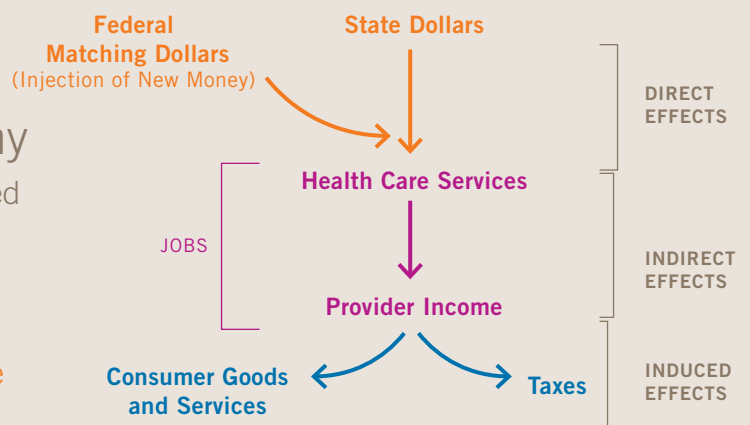 Federal
Matching Dollars
(Injection of New Money)
State Dollars
DIRECT
EFFECTS
Health Care Services
JOBS
INDIRECT
EFFECTS
Provider Income
Consumer Goods
and Services
Taxes
INDUCED
EFFECTS